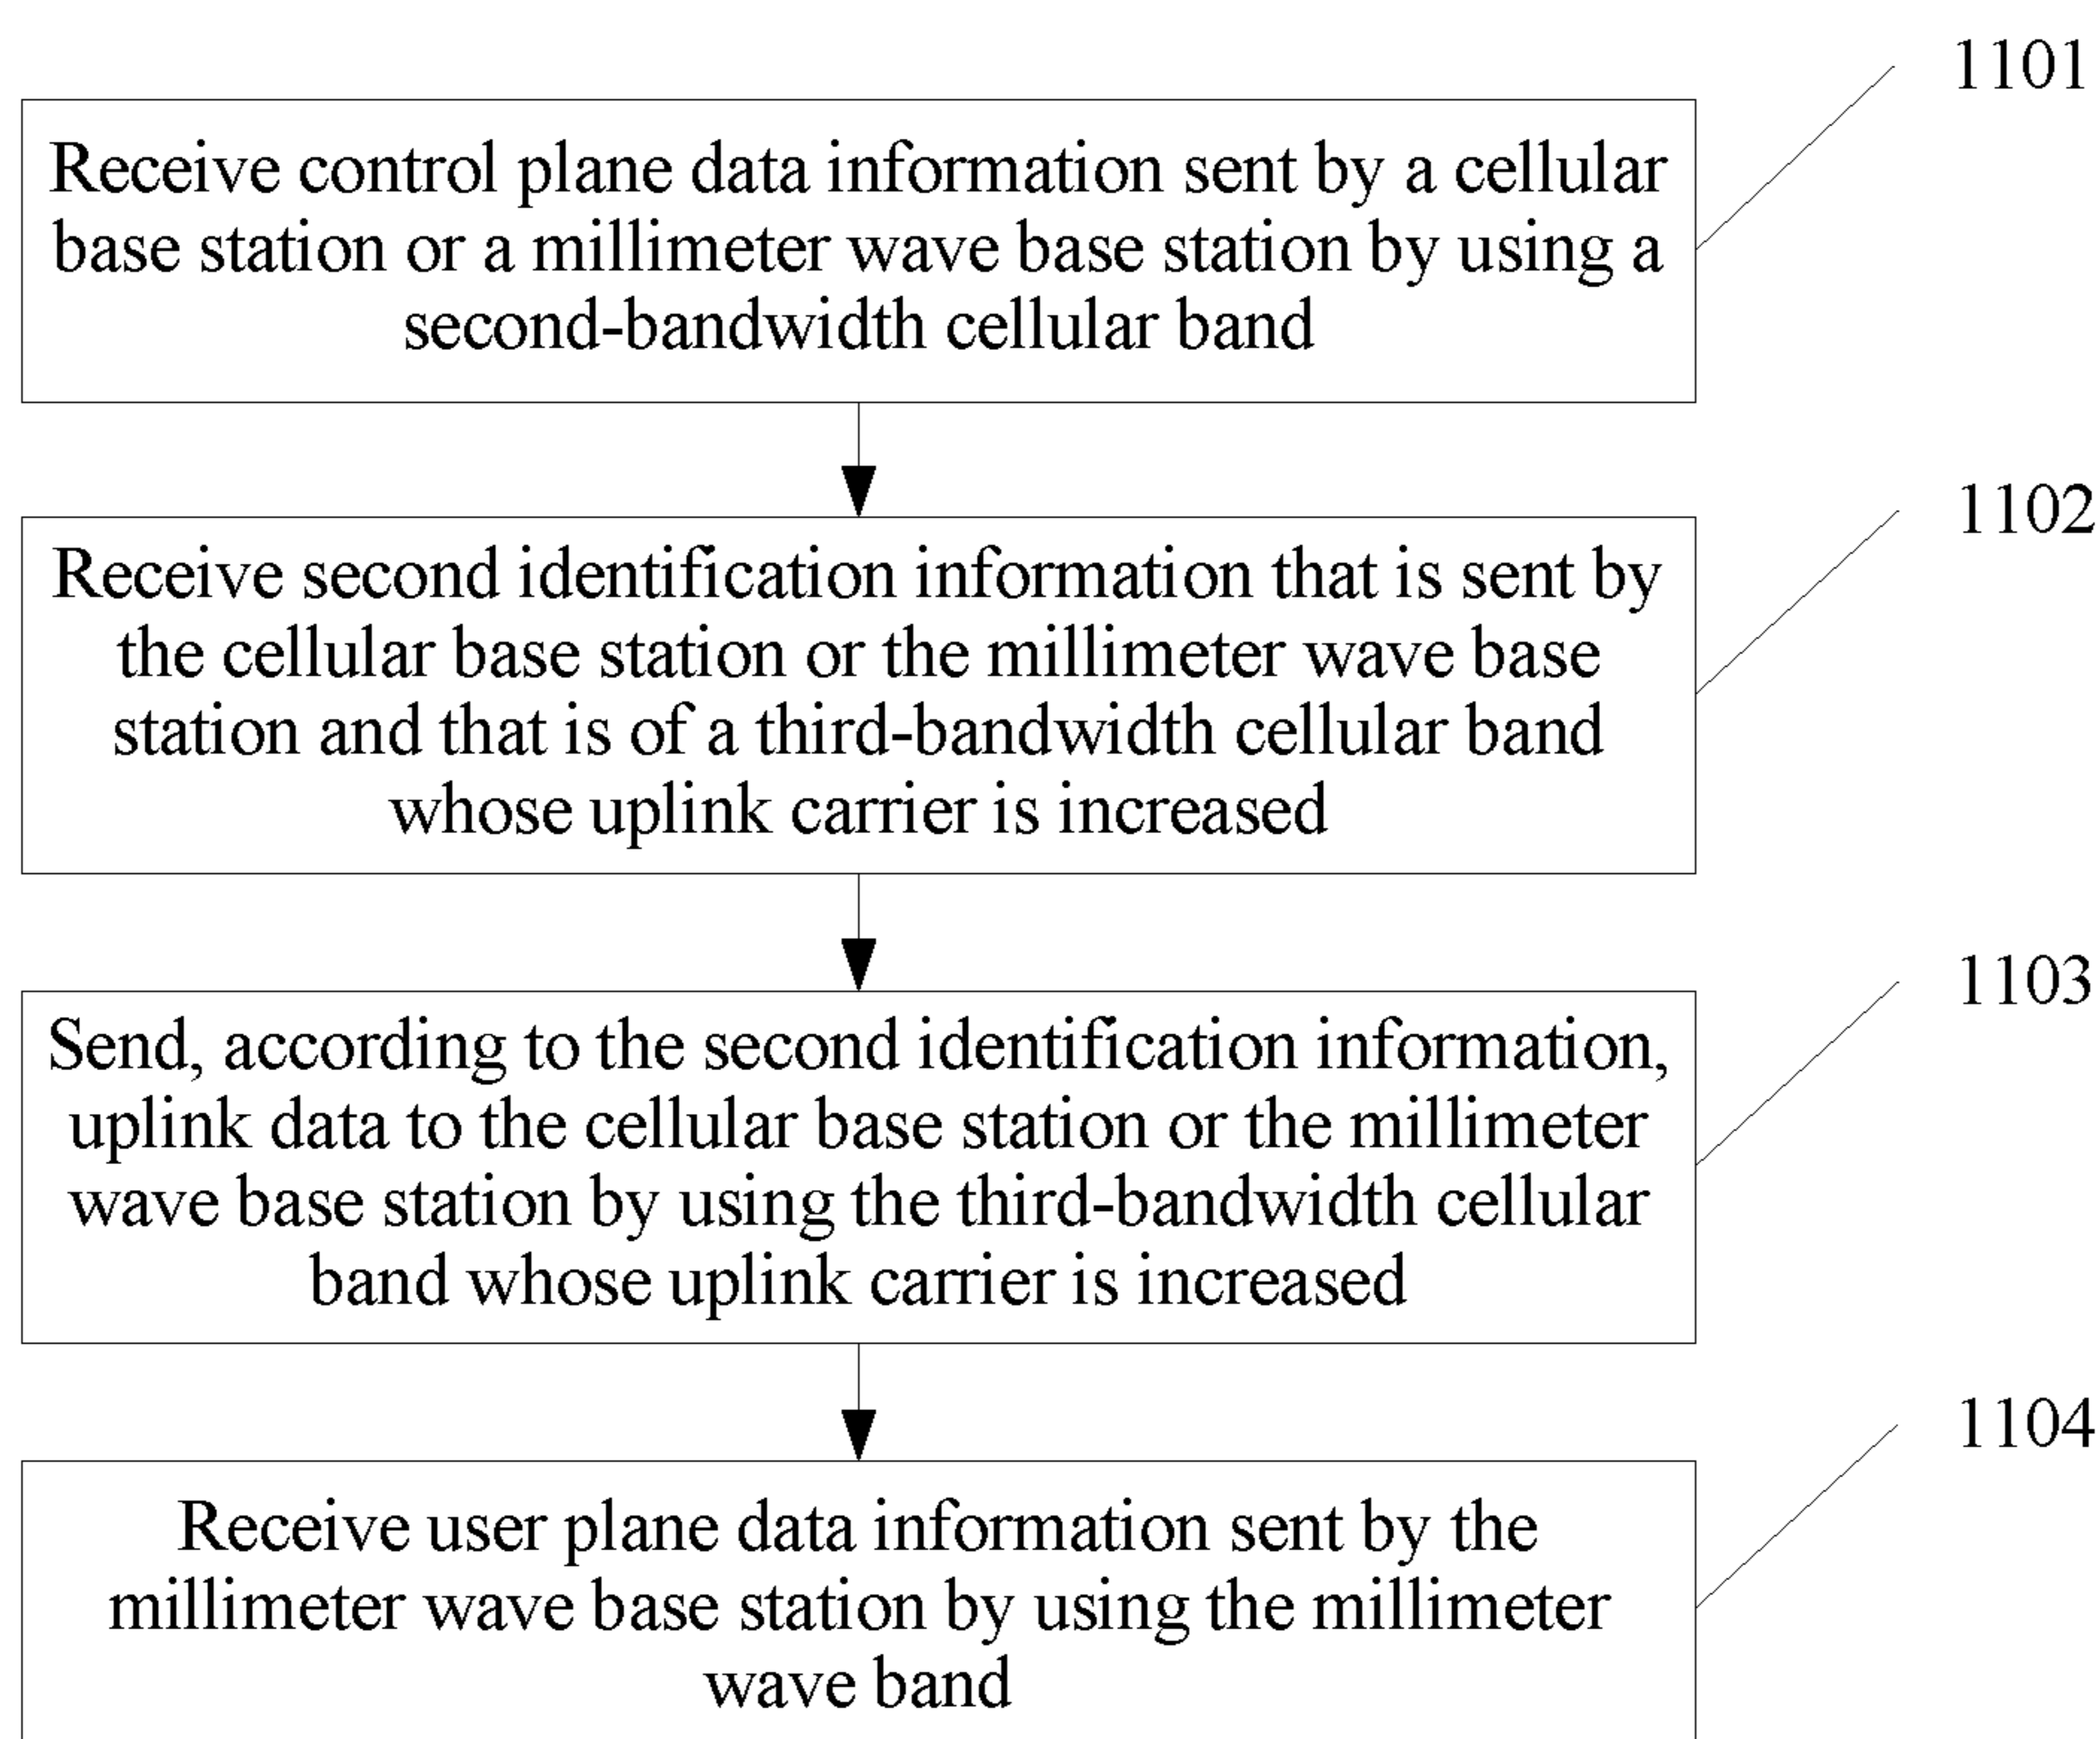 1101
Receive control plane data information sent by a cellular
base station or a millimeter wave base station by using a
second-bandwidth cellular band
1102
Receive second identification information that is sent by
the cellular base station or the millimeter wave base
station and that is of a third-bandwidth cellular band
whose uplink carrier is increased
1103
Send, according to the second identification information,
uplink data to the cellular base station or the millimeter
wave base station by using the third-bandwidth cellular
band whose uplink carrier is increased
1104
Receive user plane data information sent by the
millimeter wave base station by using the millimeter
wave band